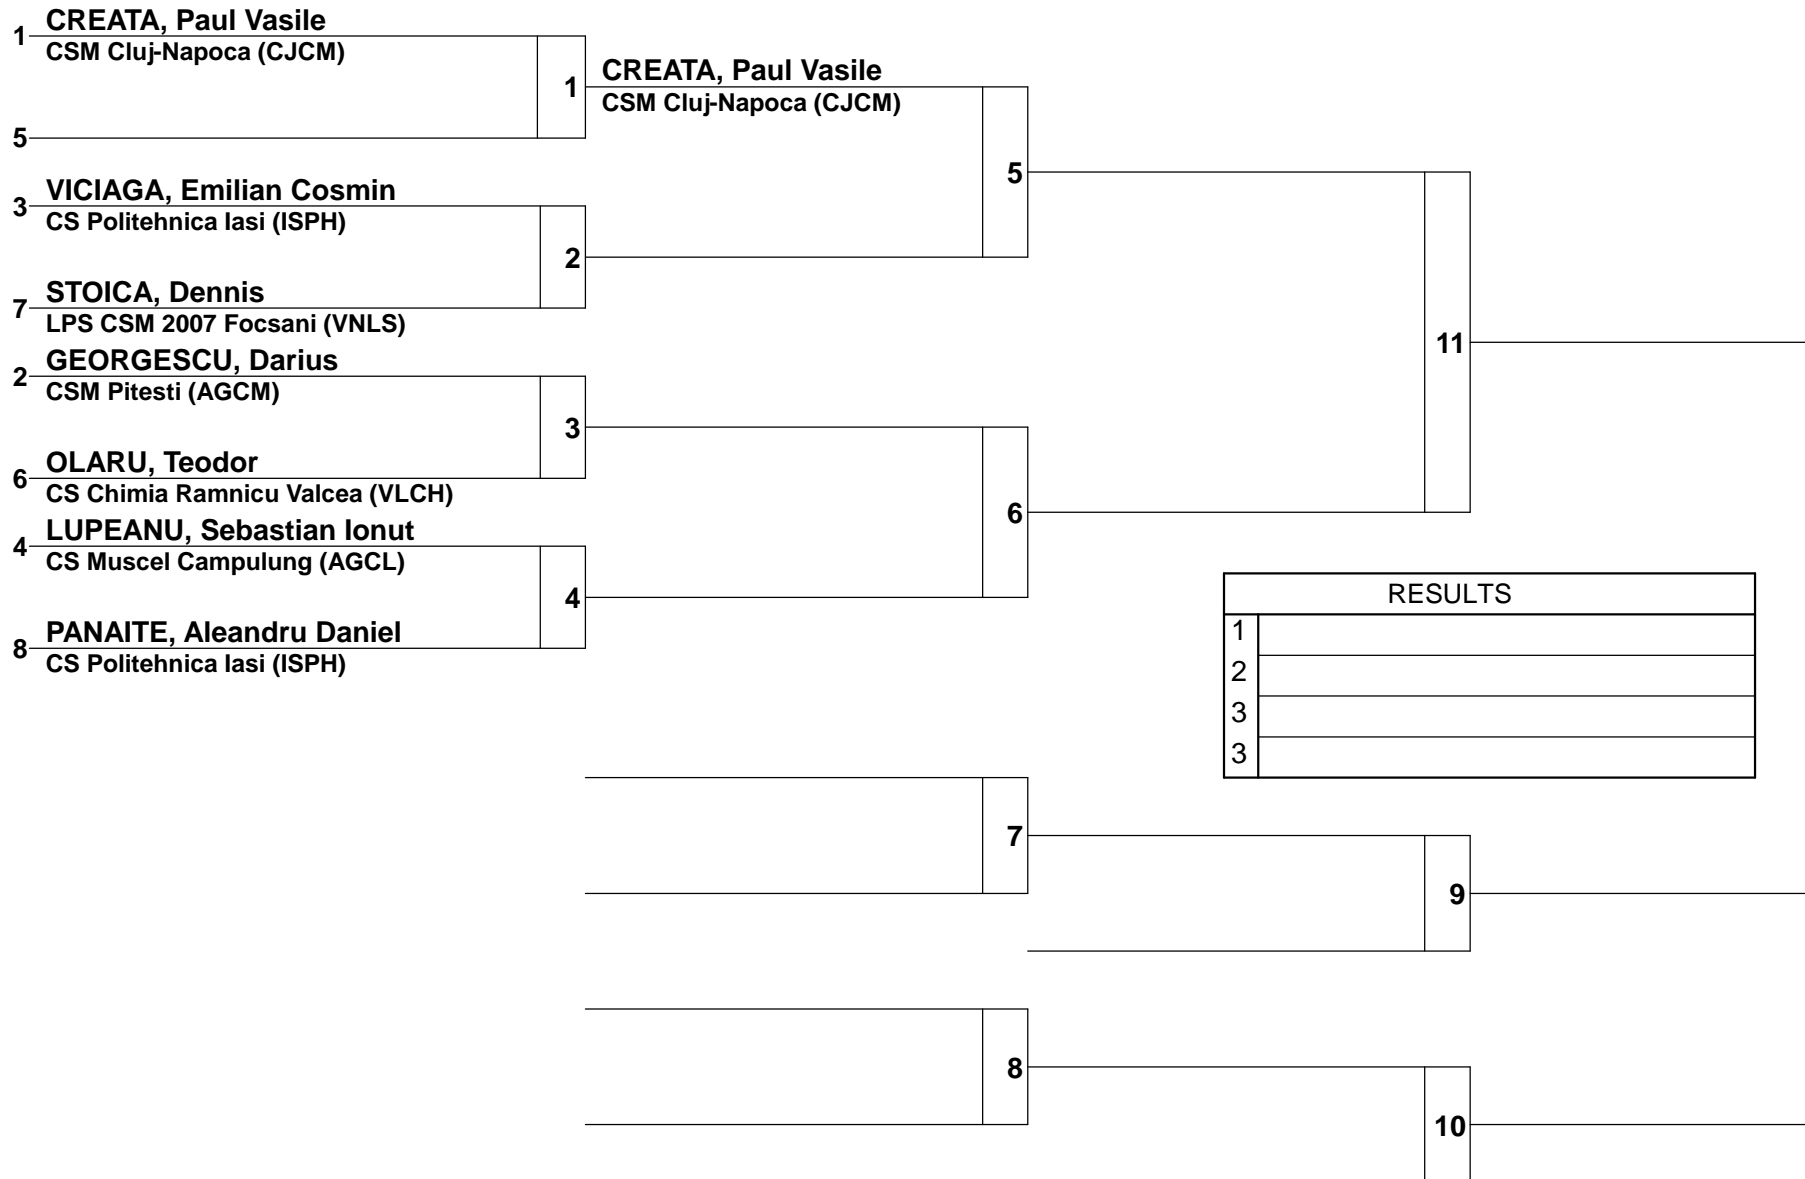 1 CREATA, Paul Vasile
CSM Cluj-Napoca (CJCM)
1
CREATA, Paul Vasile
CSM Cluj-Napoca (CJCM)
5
5
3 VICIAGA, Emilian Cosmin
CS Politehnica Iasi (ISPH)
2
7 STOICA, Dennis
LPS CSM 2007 Focsani (VNLS)
2 GEORGESCU, Darius
CSM Pitesti (AGCM)
11
3
6 OLARU, Teodor
CS Chimia Ramnicu Valcea (VLCH)
6
4 LUPEANU, Sebastian Ionut
CS Muscel Campulung (AGCL)
4
8 PANAITE, Aleandru Daniel
CS Politehnica Iasi (ISPH)
RESULTS
1
2
3
3
7
9
8
10